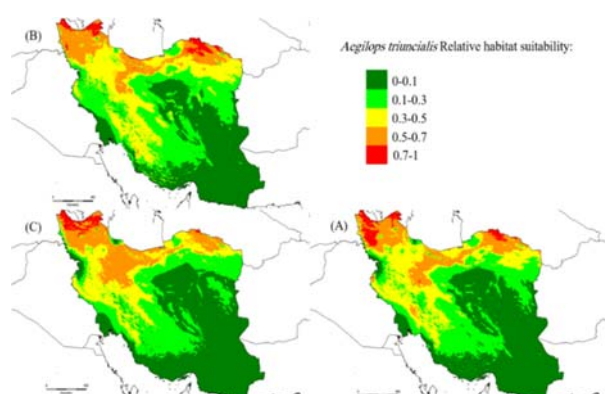 (B)
Aegilops triuncialis Relative habitat suitability:
0-0.1
0.1-0.3
0.3-0.5
0.5-0.7
0.7-1
(C)
(A)